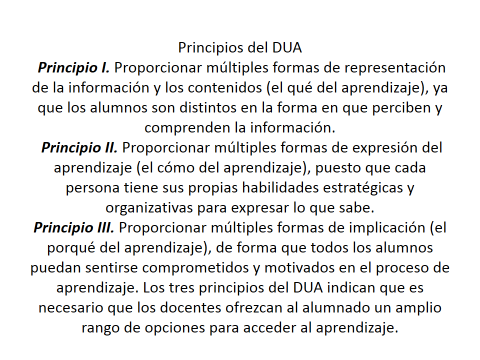 Principios del DUA
Principio I. Proporcionar múltiples formas de representación
de la información y los contenidos (el qué del aprendizaje), ya
que los alumnos son distintos en la forma en que perciben y
comprenden la información.
Principio II. Proporcionar múltiples formas de expresión del
aprendizaje (el cómo del aprendizaje), puesto que cada
persona tiene sus propias habilidades estratégicas y
organizativas para expresar lo que sabe.
Principio III. Proporcionar múltiples formas de implicación (el
porqué del aprendizaje), de forma que todos los alumnos
puedan sentirse comprometidos y motivados en el proceso de
aprendizaje. Los tres principios del DUA indican que es
necesario que los docentes ofrezcan al alumnado un amplio
rango de opciones para acceder al aprendizaje.